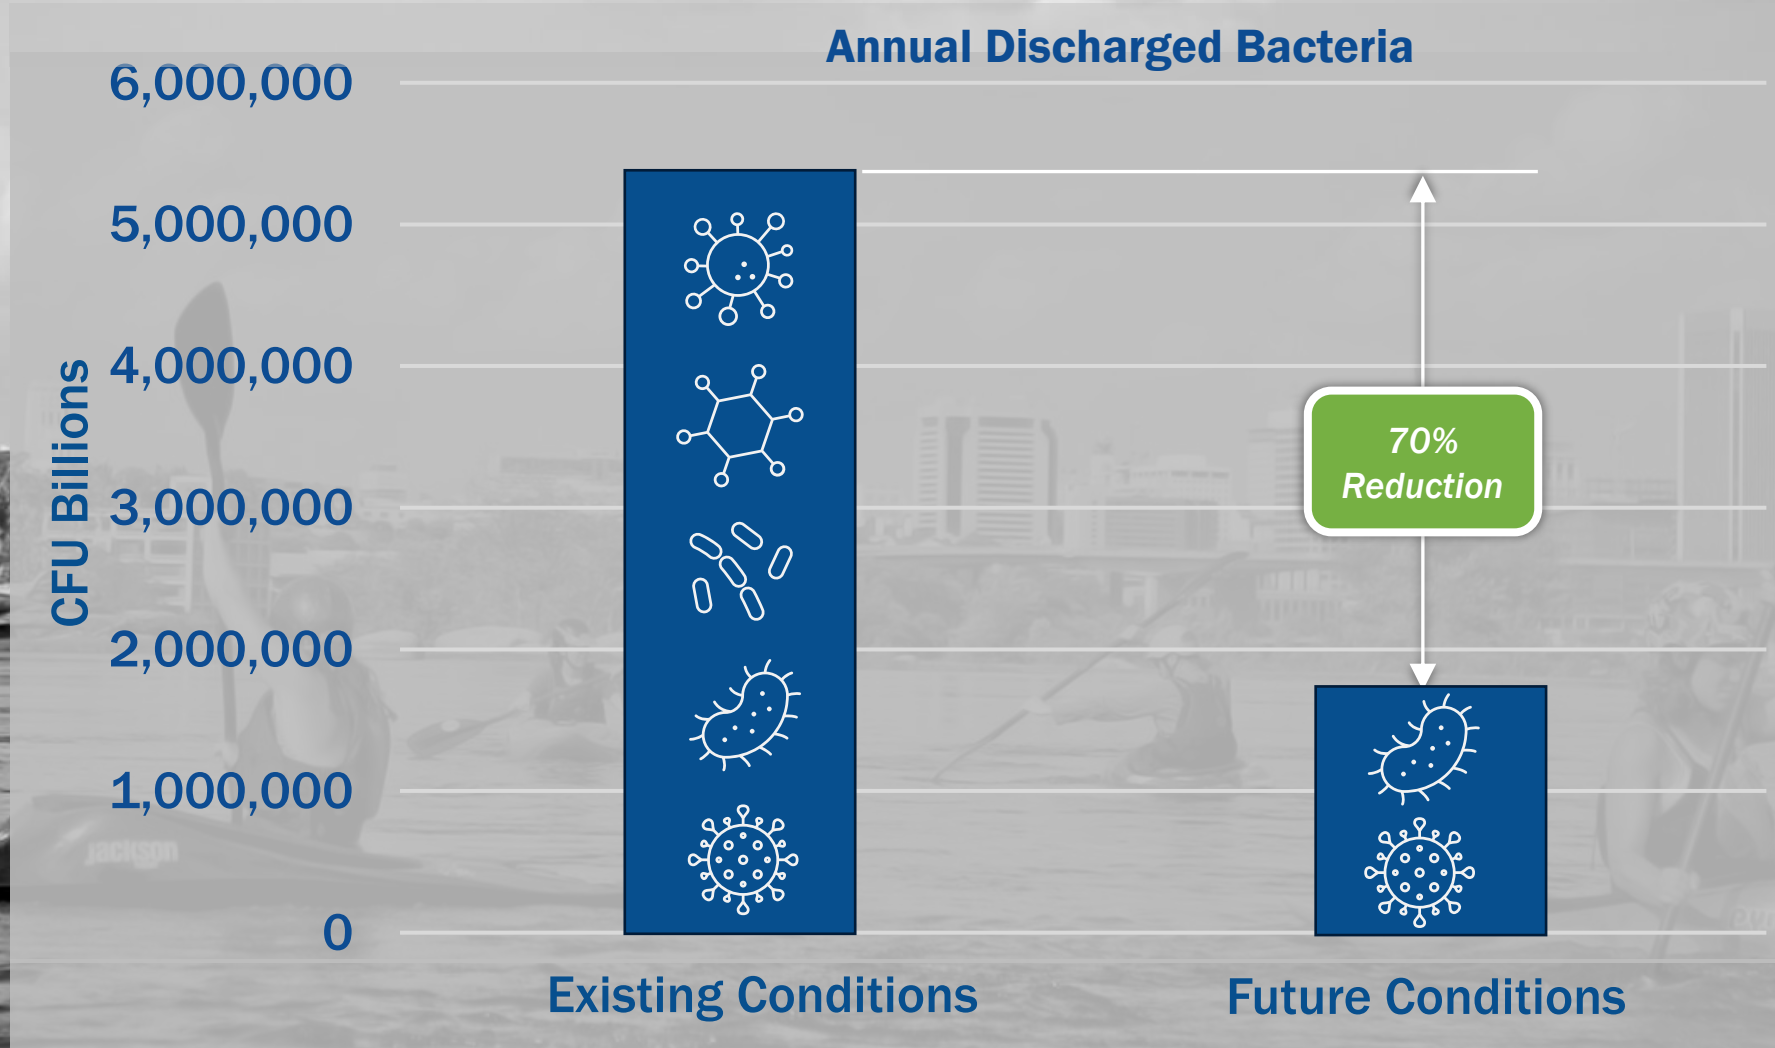 Annual Discharged Bacteria
6,000,000
5,000,000
4,000,000
3,000,000
2,000,000
1,000,000
0
CFU Billions
70%
Reduction
Existing Conditions
Future Conditions
Jackson